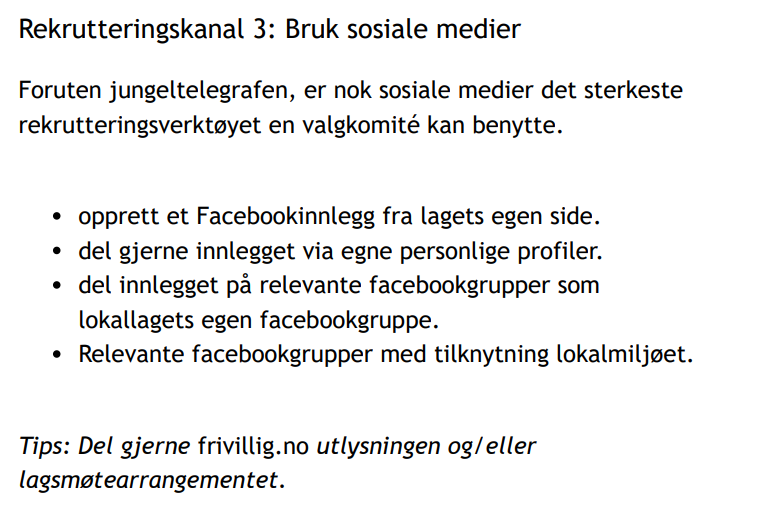 Rekrutteringskanal 3: Bruk sosiale medier
Foruten jungeltelegrafen, er nok sosiale medier det sterkeste
rekrutteringsverktøyet en valgkomité kan benytte.
• opprett et Facebookinnlegg fra lagets egen side.
• del gjerne innlegget via egne personlige profiler.
• del innlegget på relevante facebookgrupper som
lokallagets egen facebookgruppe.
• Relevante facebookgrupper med tilknytning lokalmiljøet.
Tips: Del gjerne frivillig.no utlysningen og/eller
lagsmøtearrangementet.